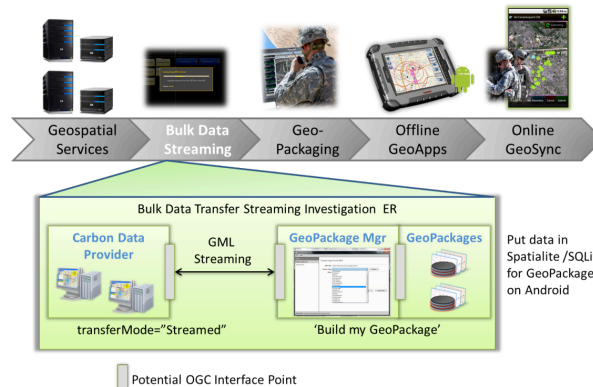 Geospatial
Services
Bulk Data
Streaming
Geo-
Packaging
Offline
GeoApps
Online
GeoSync
Bulk Data Transfer Streaming Investigation ER
Carbon Data
Provider
GML
Streaming
GeoPackage Mgr
GeoPackages
transferMode="Streamed"
'Build my GeoPackage'
Put data in
Spatialite /SQLi
for GeoPackage
on Android
Potential OGC Interface Point